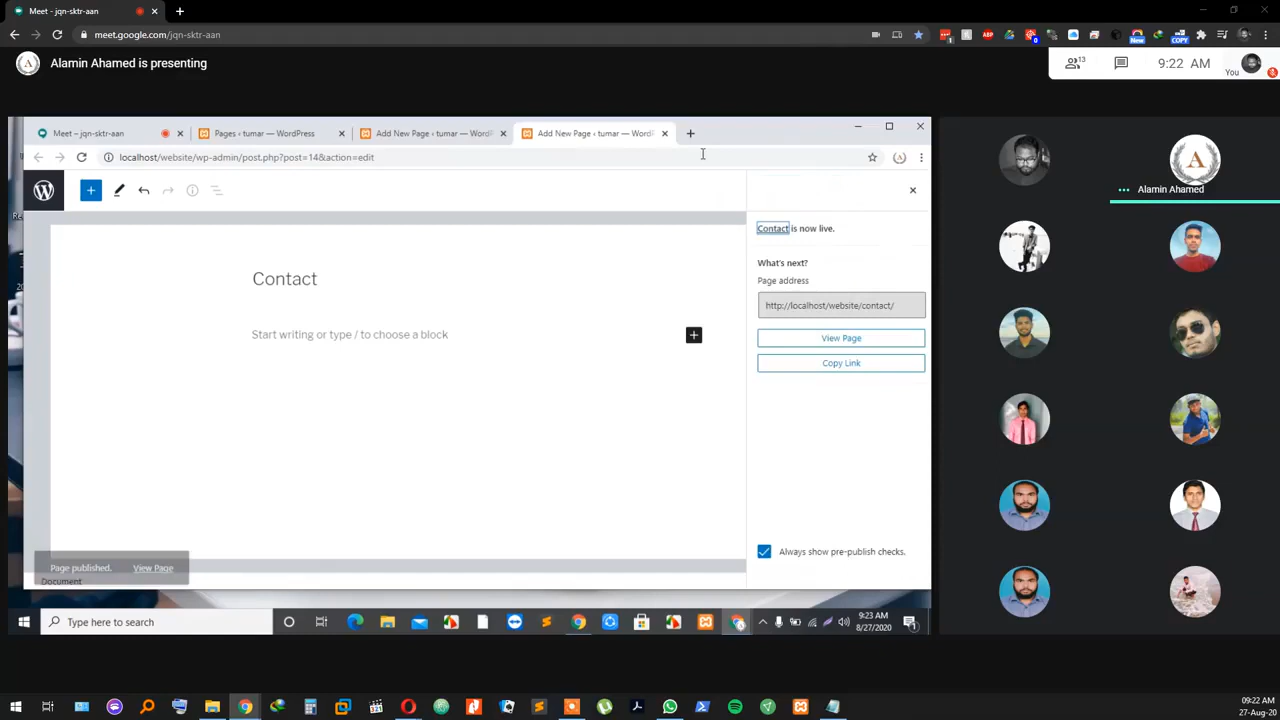 Meet - jqn-sktr-aan
meet.google.com/jqn-sktr-aan
New
COPY
Alamin Ahamed is presenting
13
9:22 AM
You
Meet – jqn-sktr-aan
Pages ‹ tumar — WordPress
Add New Page ‹ tumar — WordP
Add New Page ‹ tumar — WordP
localhost/website/wp-admin/post.php?post=14&action=edit
Contact is now live.
What's next?
Page address
http://localhost/website/contact/
View Page
Copy Link
Contact
Start writing or type / to choose a block
Always show pre-publish checks.
Page published. View Page
Document
Type here to search
9:23 AM
8/27/2020
Alamin Ahamed
09:22 AM
27-Aug-20